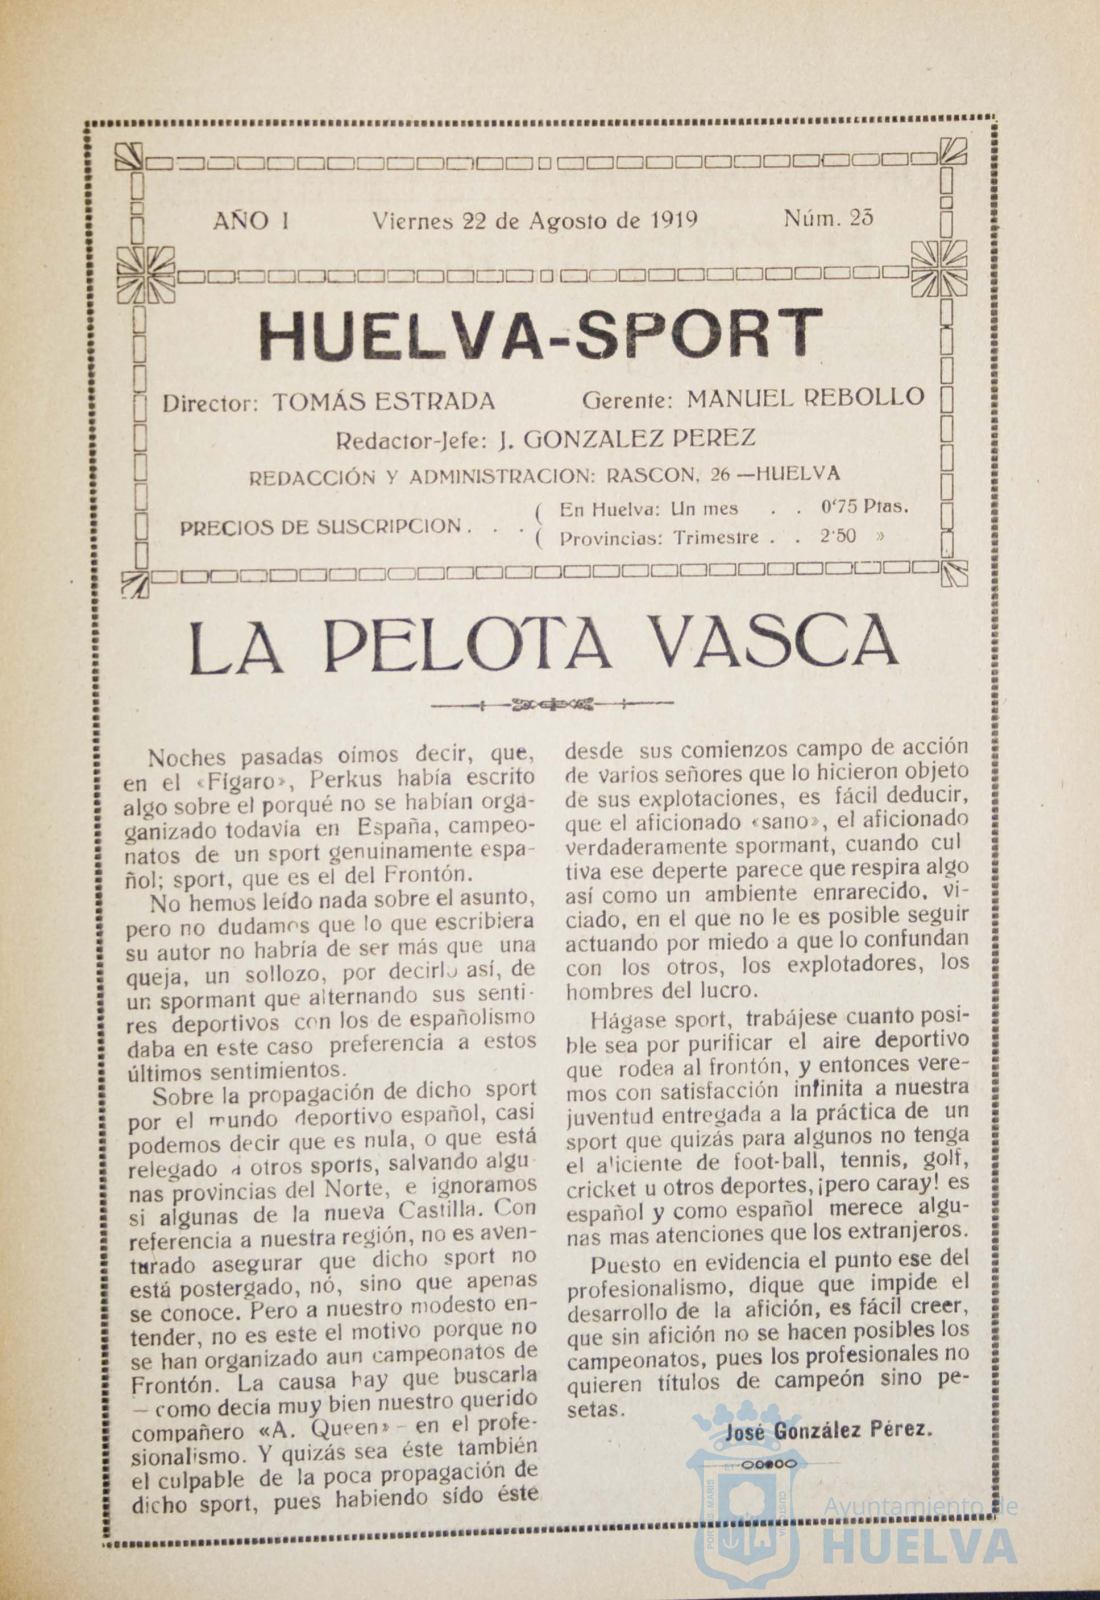 AÑO I Viernes 22 de Agosto de 1919 Núm. 23
HUELVA-SPORT
Director: TOMÁS ESTRADA Gerente: MANUEL REBOLLO
Redactor-Jefe: J. GONZALEZ PEREZ
REDACCIÓN Y ADMINISTRACION: RASCON, 26 —HUELVA
PRECIOS DE SUSCRIPCION. . .
( En Huelva: Un mes . . 0'75 Ptas.
( Provincias: Trimestre . . 2'50 »
LA PELOTA VASCA
Noches pasadas oímos decir, que,
en el «Fígaro», Perkus había escrito
algo sobre el porqué no se habían orga-
ganizado todavía en España, campeo-
natos de un sport genuinamente espa-
ñol; sport, que es el del Frontón.
No hemos leído nada sobre el asunto,
pero no dudamos que lo que escribiera
su autor no habría de ser más que una
queja, un sollozo, por decirlo así, de
un spormant que alternando sus senti-
res deportivos con los de españolismo
daba en este caso preferencia a estos
últimos sentimientos.
Sobre la propagación de dicho sport
por el mundo deportivo español, casi
podemos decir que es nula, o que está
relegado a otros sports, salvando algu
nas provincias del Norte, e ignoramos
si algunas de la nueva Castilla. Con
referencia a nuestra región, no es aven-
turado asegurar que dicho sport no
está postergado, nó, sino que apenas
se conoce. Pero a nuestro modesto en-
tender, no es este el motivo porque no
se han organizado aun campeonatos de
Frontón. La causa hay que buscarla
—como decía muy bien nuestro querido
compañero «A. Queen»—en el profe-
sionalismo. Y quizás sea éste también
el culpable de la poca propagación de
dicho sport, pues habiendo sído éste
desde sus comienzos campo de acción
de varios señores que lo hicieron objeto
de sus explotaciones, es fácil deducir,
que el aficionado «sano», el aficionado
verdaderamente spormant, cuando cul
tiva ese deperte parece que respira algo
así como un ambiente enrarecido, vi-
ciado, en el que no le es posible seguir
actuando por miedo a que lo confundan
con los otros, los explotadores, los
hombres del lucro.
Hágase sport, trabájese cuanto posi-
ble sea por purificar el aire deportivo
que rodea al frontón, y entonces vere-
mos con satisfacción infinita a nuestra
juventud entregada a la práctica de un
sport que quizás para algunos no tenga
el aliciente de foot-ball, tennis, golf,
cricket u otros deportes, ¡pero caray! es
español y como español merece algu-
nas mas atenciones que los extranjeros.
Puesto en evidencia el punto ese del
profesionalismo, dique que impide el
desarrollo de la afición, es fácil creer,
que sin afición no se hacen posibles los
campeonatos, pues los profesionales no
quieren títulos de campeón sino pe-
setas.
José González Pérez.
Ayuntamiento de
HUELVA